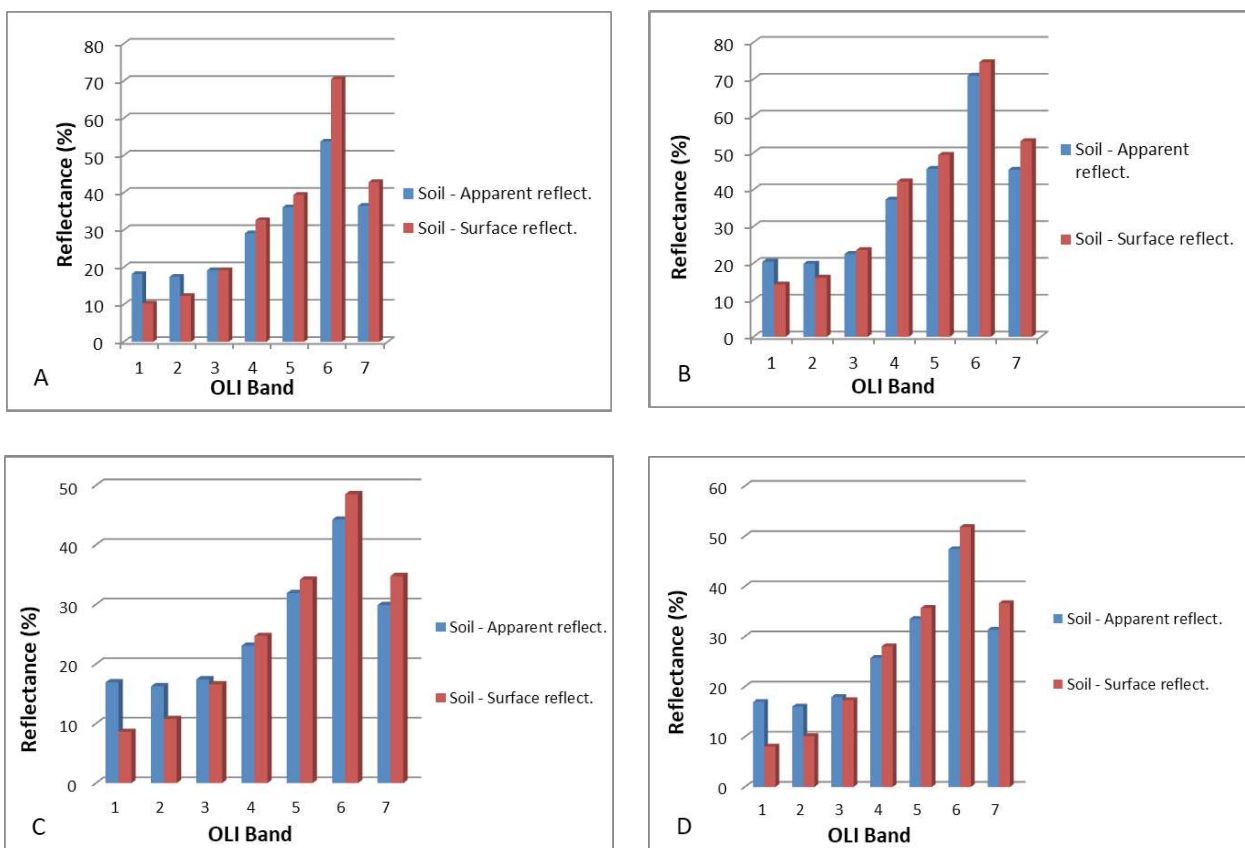 80
70
60
50
40
30
20
10
0
Reflectance (%)
1 2 3 4 5 6 7
OLI Band
A
Soil - Apparent reflect.
Soil - Surface reflect.
80
70
60
50
40
30
20
10
0
Reflectance (%)
1 2 3 4 5 6 7
OLI Band
B
Soil - Apparent
reflect.
Soil - Surface reflect.
50
40
30
20
10
0
Reflectance (%)
1 2 3 4 5 6 7
OLI Band
C
Soil - Apparent reflect.
Soil - Surface reflect.
60
50
40
30
20
10
0
Reflectance (%)
1 2 3 4 5 6 7
OLI Band
D
Soil - Apparent reflect.
Soil - Surface reflect.